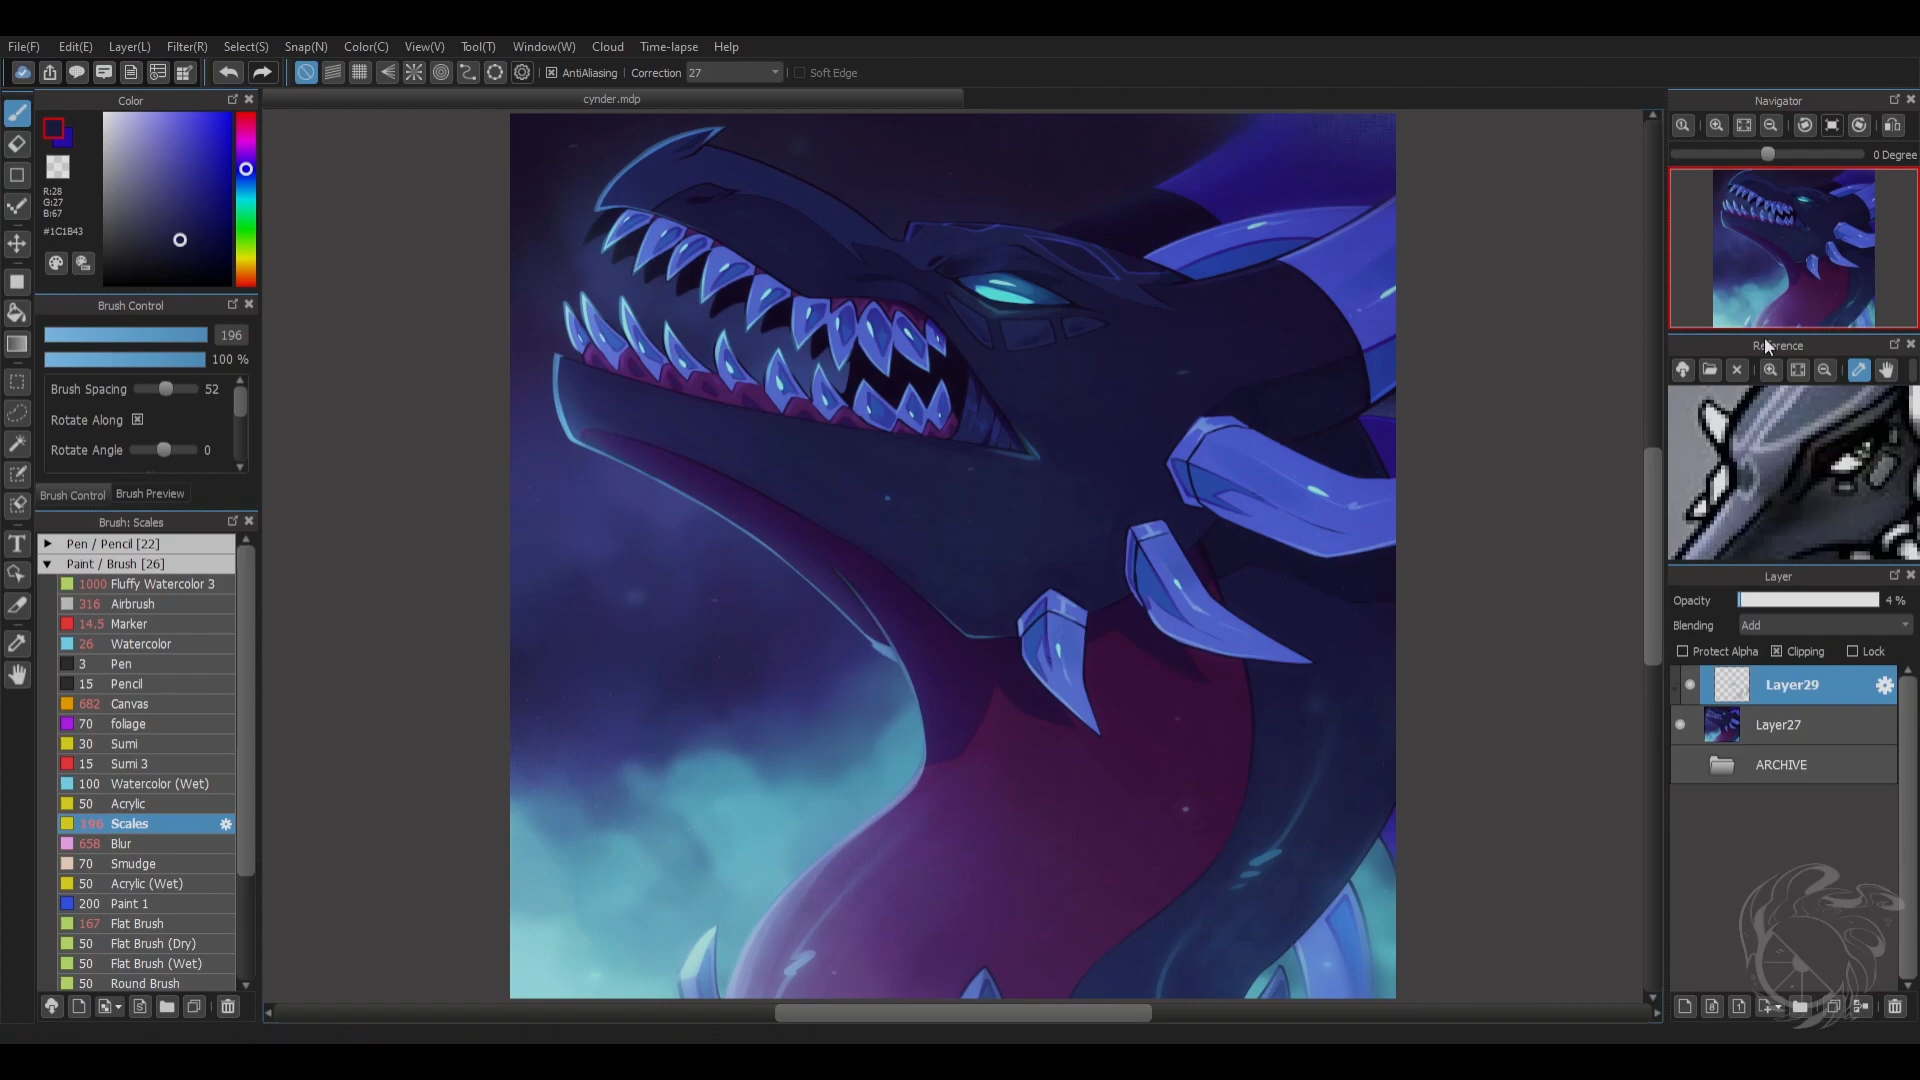 File(F) Edit(E) Layer(L) Filter(R) Select(S) Snap(N) Color(C) View(V) Tool(T) Window(W) Cloud Time-lapse Help
AntiAliasing Correction 27 Soft Edge
cynder.mdp
Color
R:28
G:27
B:67
#1C1B43
Brush Control
196
100 %
Brush Spacing 52
Rotate Along
Rotate Angle 0
Brush Control Brush Preview
Brush: Scales
Pen / Pencil [22]
Paint / Brush [26]
1000 Fluffy Watercolor 3
316 Airbrush
14.5 Marker
26 Watercolor
3 Pen
15 Pencil
682 Canvas
70 foliage
30 Sumi
15 Sumi 3
100 Watercolor (Wet)
50 Acrylic
196 Scales
658 Blur
70 Smudge
50 Acrylic (Wet)
200 Paint 1
167 Flat Brush
50 Flat Brush (Dry)
50 Flat Brush (Wet)
50 Round Brush
Navigator
0 Degree
Reference
Layer
Opacity 4 %
Blending Add
Protect Alpha Clipping Lock
Layer29
Layer27
ARCHIVE